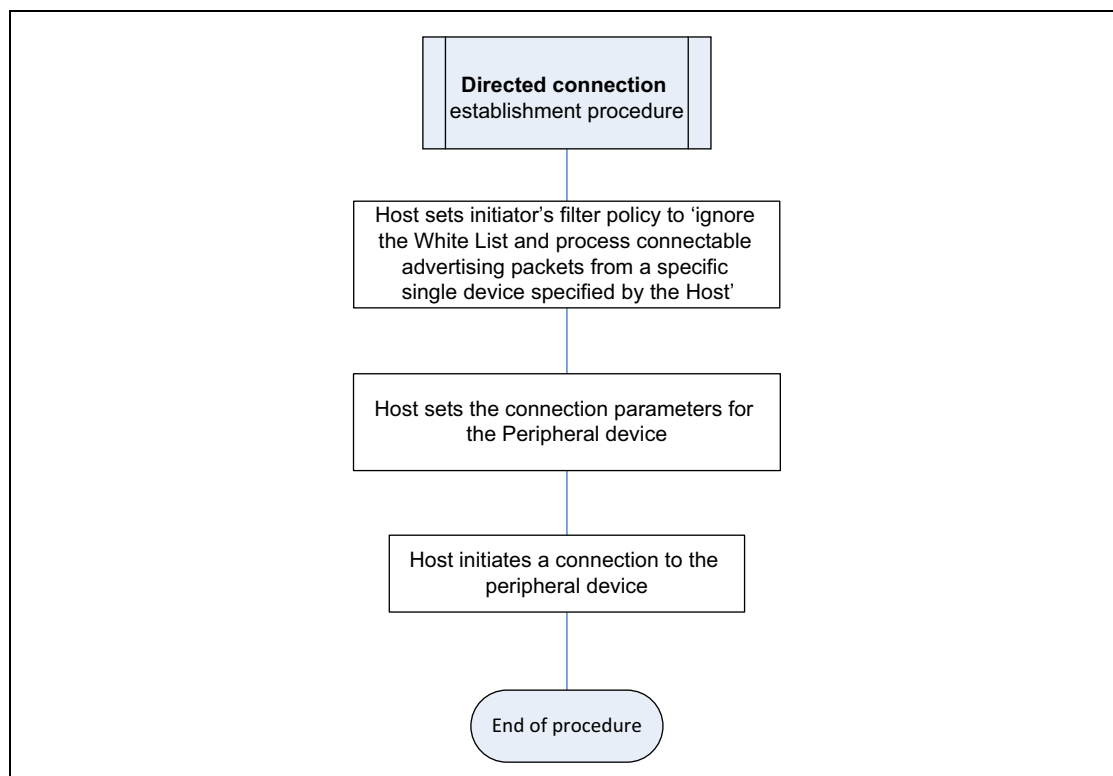 Directed connection
establishment procedure
Host sets initiator’s filter policy to ‘ignore
the White List and process connectable
advertising packets from a specific
single device specified by the Host’
Host sets the connection parameters for
the Peripheral device
Host initiates a connection to the
peripheral device
End of procedure